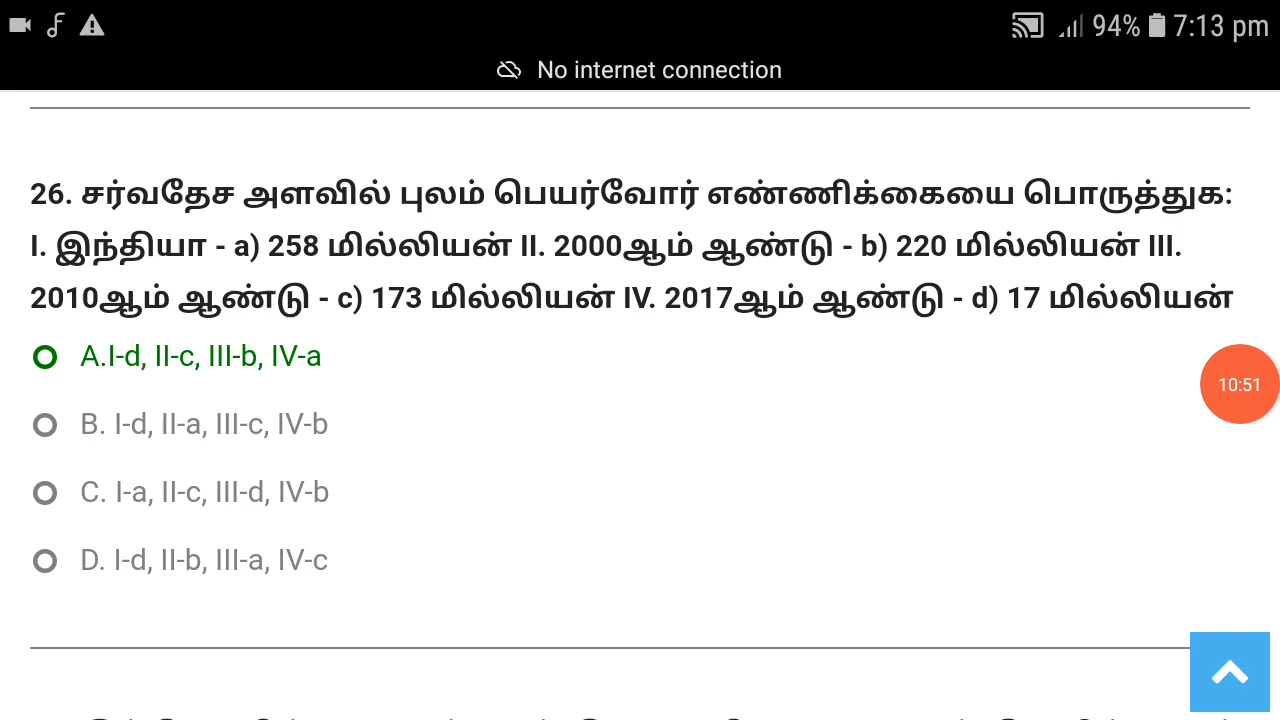 94% 7:13 pm
No internet connection
26. சர்வதேச அளவில் புலம் பெயர்வோர் எண்ணிக்கையை பொருத்துக:
I. இந்தியா - a) 258 மில்லியன் II. 2000ஆம் ஆண்டு - b) 220 மில்லியன் III.
2010ஆம் ஆண்டு - c) 173 மில்லியன் IV. 2017ஆம் ஆண்டு - d) 17 மில்லியன்
A.I-d, II-c, III-b, IV-a
10:51
B. I-d, II-a, III-c, IV-b
C. I-a, II-c, III-d, IV-b
D. I-d, II-b, III-a, IV-c